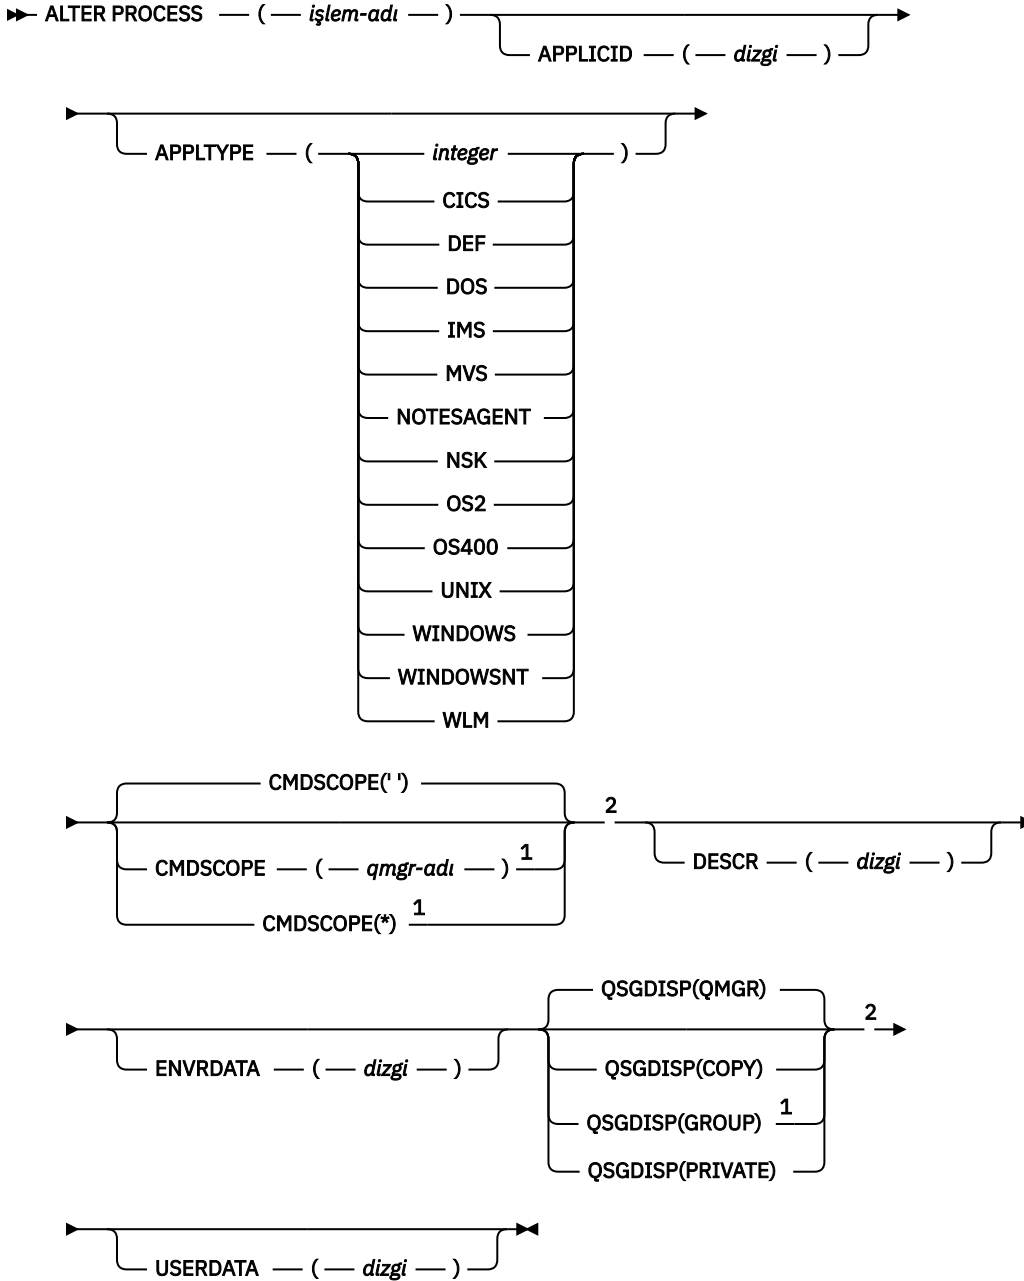 ALTER PROCESS ( işlem-adı )
APPLICID ( dizgi )
APPLTYPE ( integer )
CICS
DEF
DOS
IMS
MVS
NOTESAGENT
NSK
OS2
OS400
UNIX
WINDOWS
WINDOWSNT
WLM
CMDSCOPE(' ')
2
CMDSCOPE ( qmgr-adı ) 1
DESCR ( dizgi )
CMDSCOPE(*) 1
QSGDISP(QMGR)
2
ENVRDATA ( dizgi )
QSGDISP(COPY)
QSGDISP(GROUP) 1
QSGDISP(PRIVATE)
USERDATA ( dizgi )